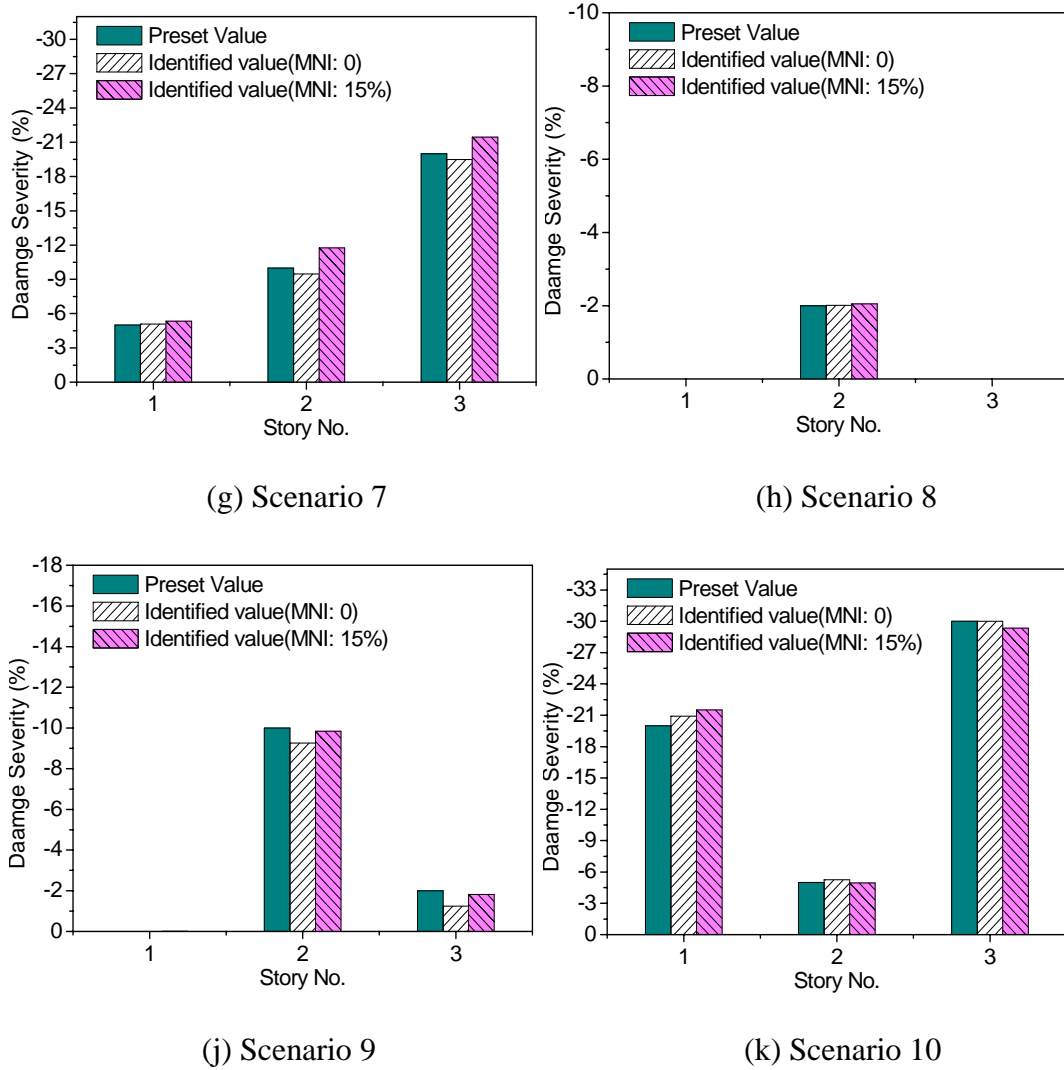 -30
-27
-24
-21
-18
-15
-12
-9
-6
-3
0
Daamge Severity (%)
Preset Value
Identified value(MNI: 0)
Identified value(MNI: 15%)
1 2 3
Story No.
(g) Scenario 7
-10
-8
-6
-4
-2
0
Daamge Severity (%)
Preset Value
Identified value(MNI: 0)
Identified value(MNI: 15%)
1 2 3
Story No.
(h) Scenario 8
-18
-16
-14
-12
-10
-8
-6
-4
-2
0
Daamge Severity (%)
Preset Value
Identified value(MNI: 0)
Identified value(MNI: 15%)
1 2 3
Story No.
(j) Scenario 9
-33
-30
-27
-24
-21
-18
-15
-12
-9
-6
-3
0
Daamge Severity (%)
Preset Value
Identified value(MNI: 0)
Identified value(MNI: 15%)
1 2 3
Story No.
(k) Scenario 10